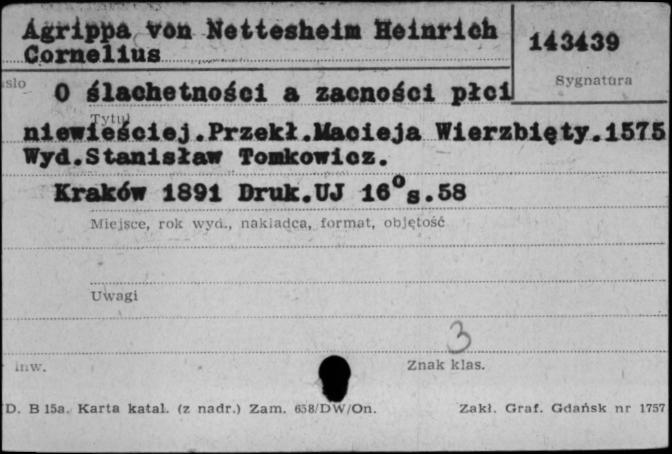 Agrippa von Nettesheim Heinrich
Cornelius
143439
Sygnatura
O ślachetności a zacności płci
Tytuł
niewieściej.Przekł.Macieja Wierzbięty.1575
Wyd.Stanisław Tomkowicz.
Kraków 1891 Druk.UJ 16° s.58
Miejsce, rok wyd., nakładca, format, objętość
Uwagi
3
inw.
Znak klas.
D. B 15a. Karta katal. (z nadr.) Zam. 658/DW/On.
Zakł. Graf. Gdańsk nr 1757